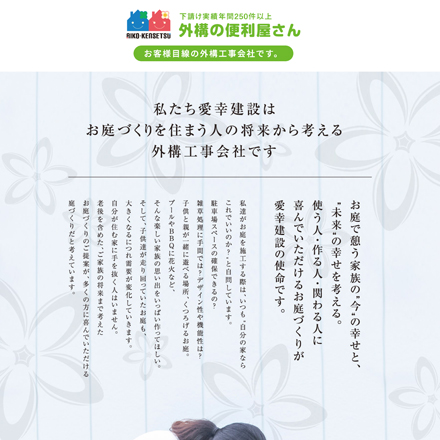 RIKO-KENSETSU
下請け実績年間250件以上
外構の便利屋さん
お客様目線の外構工事会社です。
私たち愛幸建設は
お庭づくりを住まう人の将来から考える
外構工事会社です
お庭で憩う家族の“今”の幸せと、
“未来”の幸せを考える。
使う人・作る人・関わる人に
喜んでいただけるお庭づくりが
愛幸建設の使命です。
私達がお庭を施工する際は、いつも、“自分の家なら
これでいいのか？”と自問しています。
駐車場スペースの確保できるの？
雑草処理に手間では？デザイン性や機能性は？
子供と親が一緒に遊べる場所、くつろげるお庭。
プールやBBQに花火など、
そんな楽しい家族の思い出をいっぱい作ってほしい。
そして、子供達が走り回っていたお庭も、
大きくなるにつれ需要が変化していきます。
自分が住む家に手を抜く人はいません。
老後を含めた、ご家族の将来まで考えた
お庭づくりのご提案が、多くの方に喜んでいただける
庭づくりだと考えています。